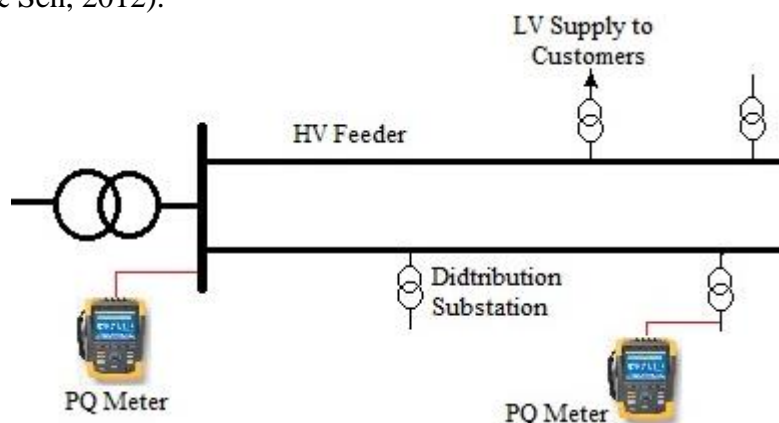 Sen, 2012).
LV Supply to
Customers
HV Feeder
Didtribution
Substation
PQ Meter
PQ Meter